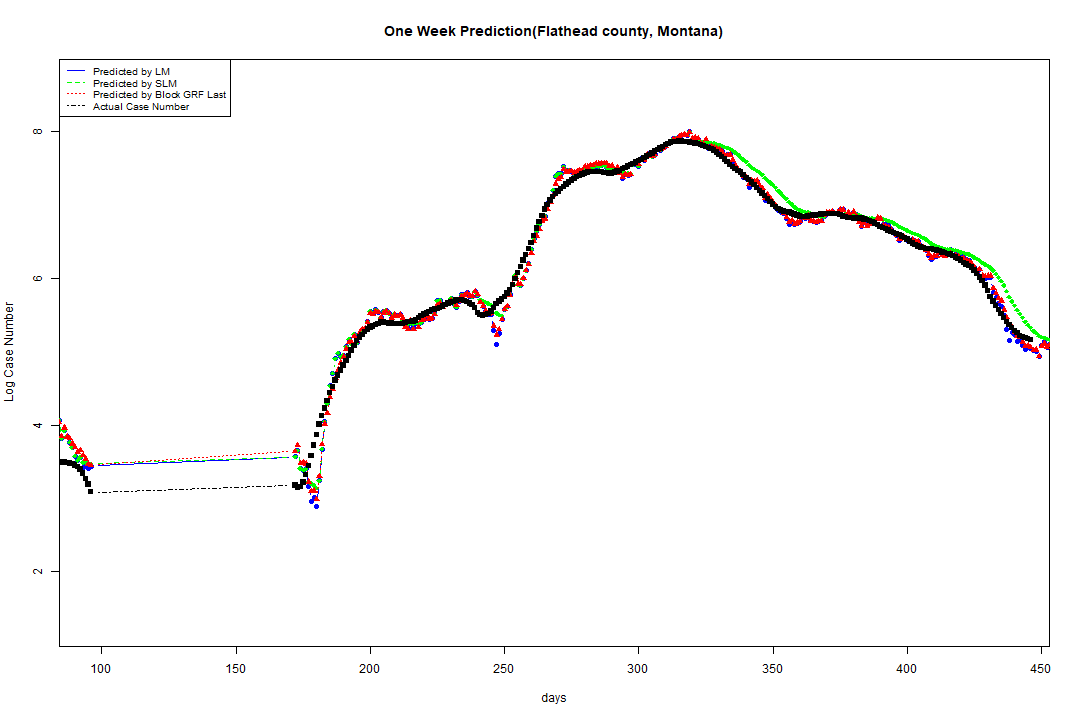 One Week Prediction(Flathead county, Montana)
Predicted by LM
Predicted by SLM
Predicted by Block GRF Last
Actual Case Number
8
6
4
2
Log Case Number
100 150 200 250 300 350 400 450
days